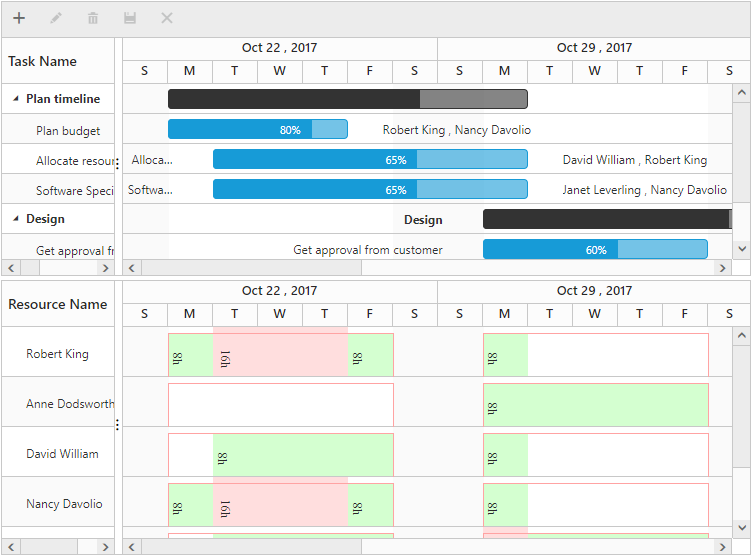 Oct 22 , 2017 Oct 29 , 2017
Task Name
S M T W T F S S M T W T F S
Plan timeline
Plan budget 80% Robert King , Nancy Davolio
Allocate resour Alloca... 65% David William , Robert King
Software Speci Softwa... 65% Janet Leverling , Nancy Davolio
Design Design
Get approval fr Get approval from customer 60%
Oct 22 , 2017 Oct 29 , 2017
Resource Name
S M T W T F S S M T W T F S
Robert King 8h 16h 8h 8h
Anne Dodsworth 8h
David William 8h 8h
Nancy Davolio 8h 16h 8h 8h